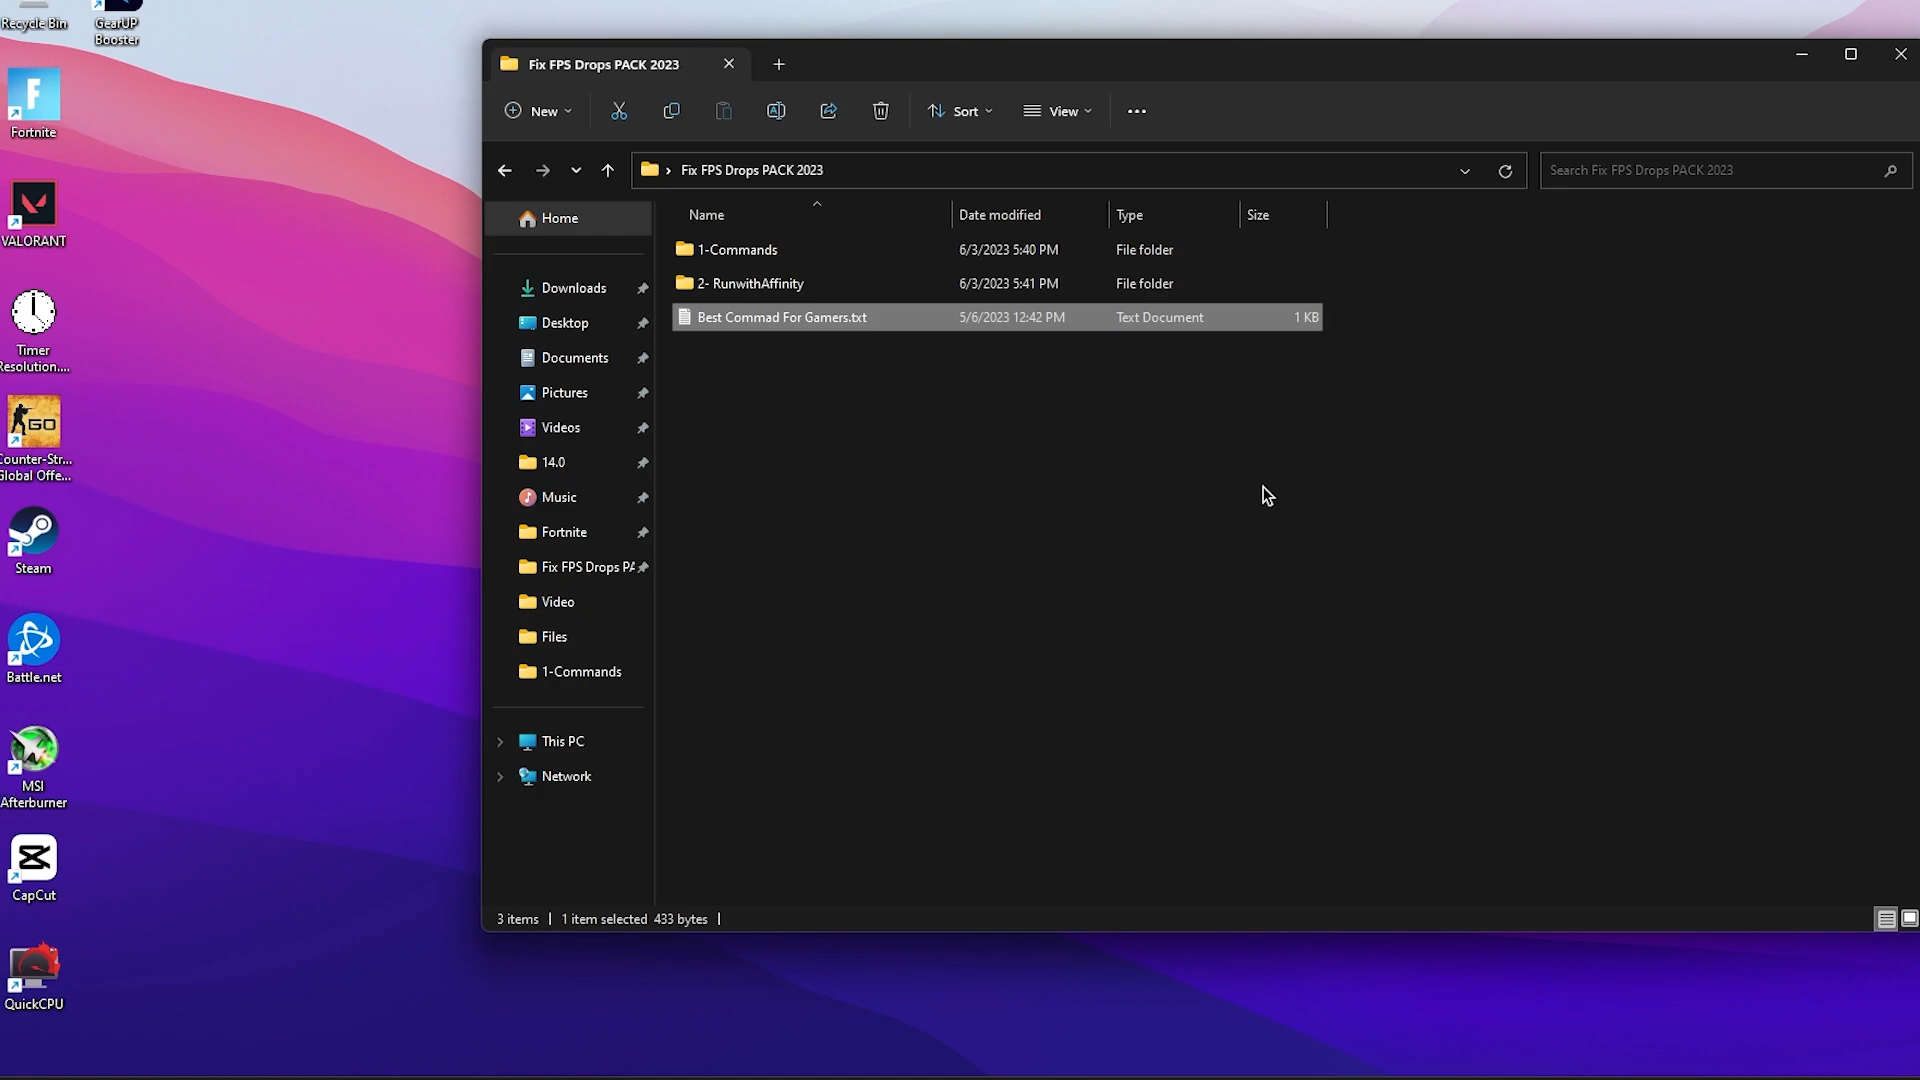 Recycle Bin
GearUP
Booster
Fortnite
VALORANT
Timer
Resolution....
GO
Counter-Str...
Global Offe...
Steam
Battle.net
MSI
Afterburner
CapCut
QuickCPU
Fix FPS Drops PACK 2023
New
Sort
View
Fix FPS Drops PACK 2023
Search Fix FPS Drops PACK 2023
Name Date modified Type Size
1-Commands 6/3/2023 5:40 PM File folder
2- RunwithAffinity 6/3/2023 5:41 PM File folder
Best Commad For Gamers.txt 5/6/2023 12:42 PM Text Document 1 KB
Home
Downloads
Desktop
Documents
Pictures
Videos
14.0
Music
Fortnite
Fix FPS Drops PA
Video
Files
1-Commands
This PC
Network
3 items 1 item selected 433 bytes